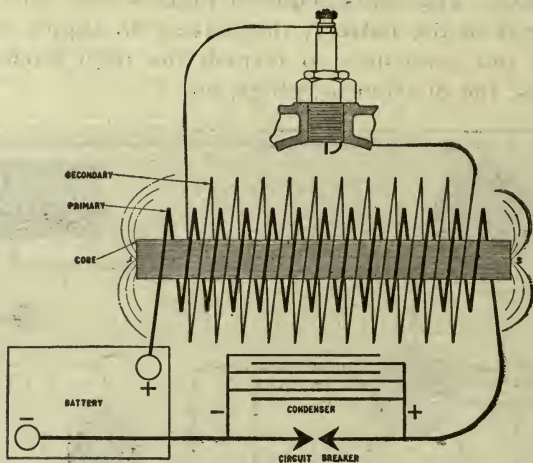 SECONDARY
PRIMARY
CORE
S
+
BATTERY
-
-
CONDENSER
+
CIRCUIT BREAKER